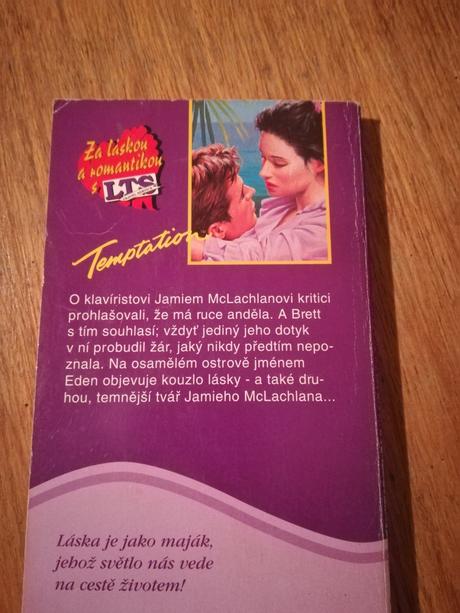 Za láskou
a romantikou
s LTS
Temptation
O klavíristovi Jamiem McLachlanovi kritici
prohlašovali, že má ruce anděla. A Brett
s tím souhlasí; vždyť jediný jeho dotyk
v ní probudil žár, jaký nikdy předtím nepo-
znala. Na osamělém ostrově jménem
Eden objevuje kouzlo lásky - a také dru-
hou, temnější tvář Jamieho McLachlana...
Láska je jako maják,
jehož světlo nás vede
na cestě životem!